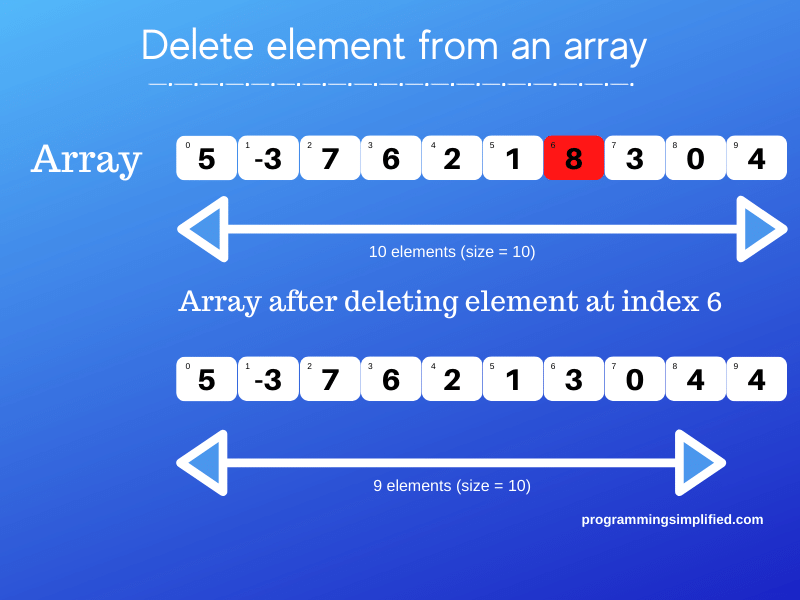 Delete element from an array
Array
0 1 2 3 4 5 6 7 8 9
5 -3 7 6 2 1 8 3 0 4
10 elements (size = 10)
Array after deleting element at index 6
0 1 2 3 4 5 6 7 8 9
5 -3 7 6 2 1 3 0 4 4
9 elements (size = 10)
programmingsimplified.com